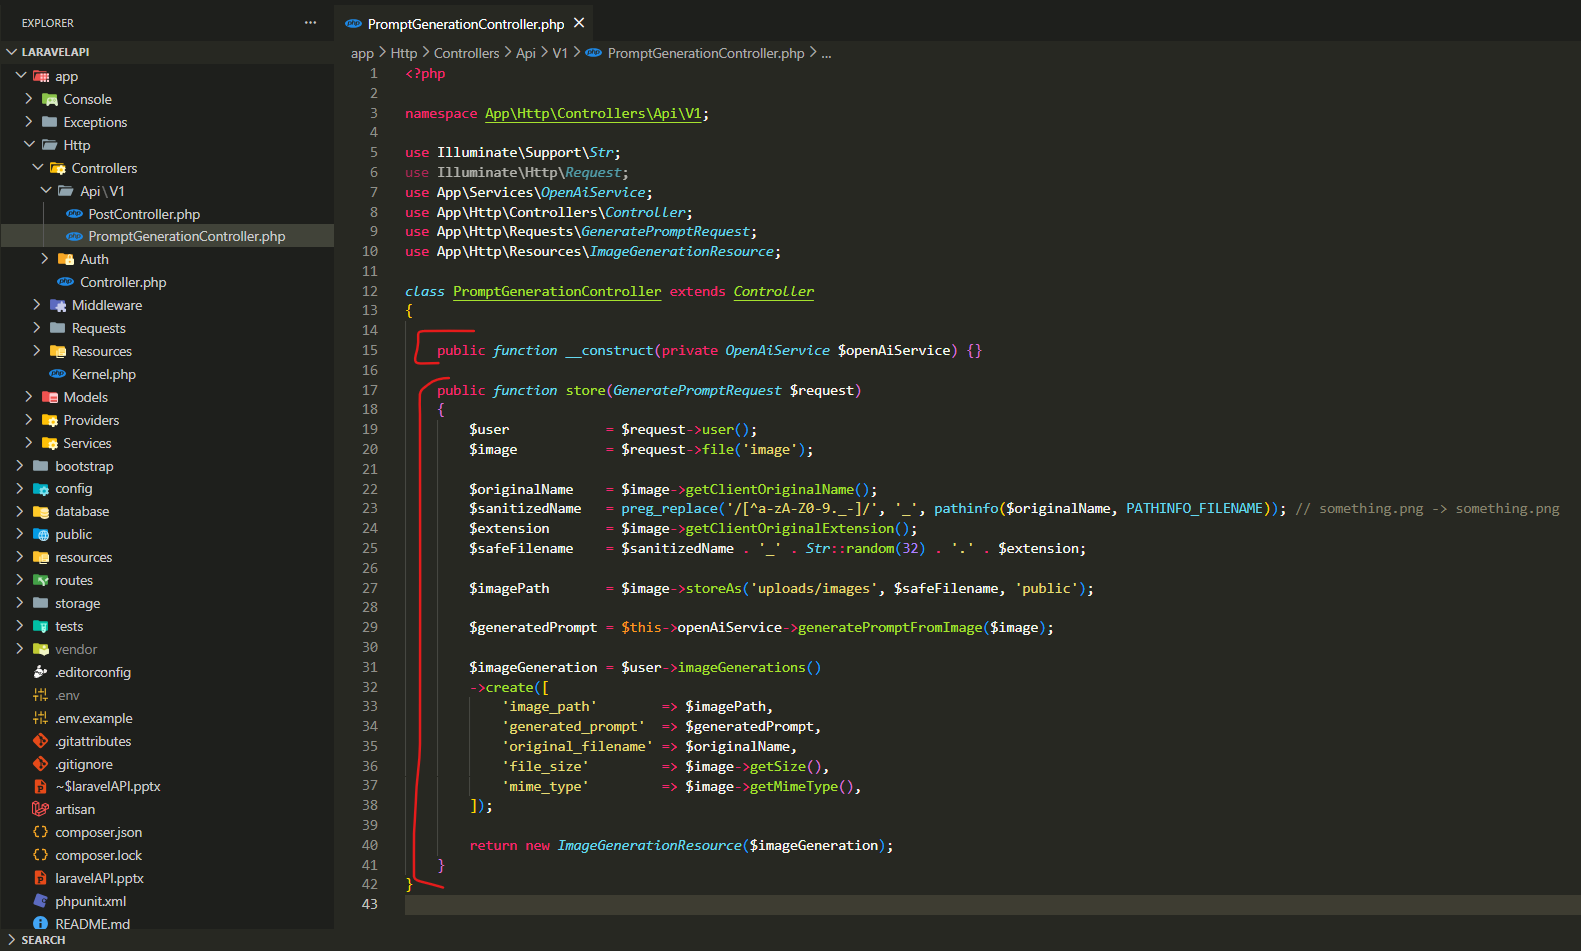 EXPLORER
LARAVELAPI
app
Console
Exceptions
Http
Controllers
Api\V1
PostController.php
PromptGenerationController.php
Auth
Controller.php
Middleware
Requests
Resources
Kernel.php
Models
Providers
Services
bootstrap
config
database
public
resources
routes
storage
tests
vendor
.editorconfig
.env
.env.example
.gitattributes
.gitignore
~$laravelAPI.pptx
artisan
composer.json
composer.lock
laravelAPI.pptx
phpunit.xml
README.md
SEARCH
PromptGenerationController.php
app > Http > Controllers > Api > V1 > PromptGenerationController.php > ...
1 <?php
2
3 namespace App\Http\Controllers\Api\V1;
4
5 use Illuminate\Support\Str;
6 use Illuminate\Http\Request;
7 use App\Services\OpenAiService;
8 use App\Http\Controllers\Controller;
9 use App\Http\Requests\GeneratePromptRequest;
10 use App\Http\Resources\ImageGenerationResource;
11
12 class PromptGenerationController extends Controller
13 {
14
15 public function __construct(private OpenAiService $openAiService) {}
16
17 public function store(GeneratePromptRequest $request)
18 {
19 $user = $request->user();
20 $image = $request->file('image');
21
22 $originalName = $image->getClientOriginalName();
23 $sanitizedName = preg_replace('/[^a-zA-Z0-9._-]/', '_', pathinfo($originalName, PATHINFO_FILENAME)); // something.png -> something.png
24 $extension = $image->getClientOriginalExtension();
25 $safeFilename = $sanitizedName . '_' . Str::random(32) . '.' . $extension;
26
27 $imagePath = $image->storeAs('uploads/images', $safeFilename, 'public');
28
29 $generatedPrompt = $this->openAiService->generatePromptFromImage($image);
30
31 $imageGeneration = $user->imageGenerations()
32 ->create([
33 'image_path' => $imagePath,
34 'generated_prompt' => $generatedPrompt,
35 'original_filename' => $originalName,
36 'file_size' => $image->getSize(),
37 'mime_type' => $image->getMimeType(),
38 ]);
39
40 return new ImageGenerationResource($imageGeneration);
41 }
42 }
43